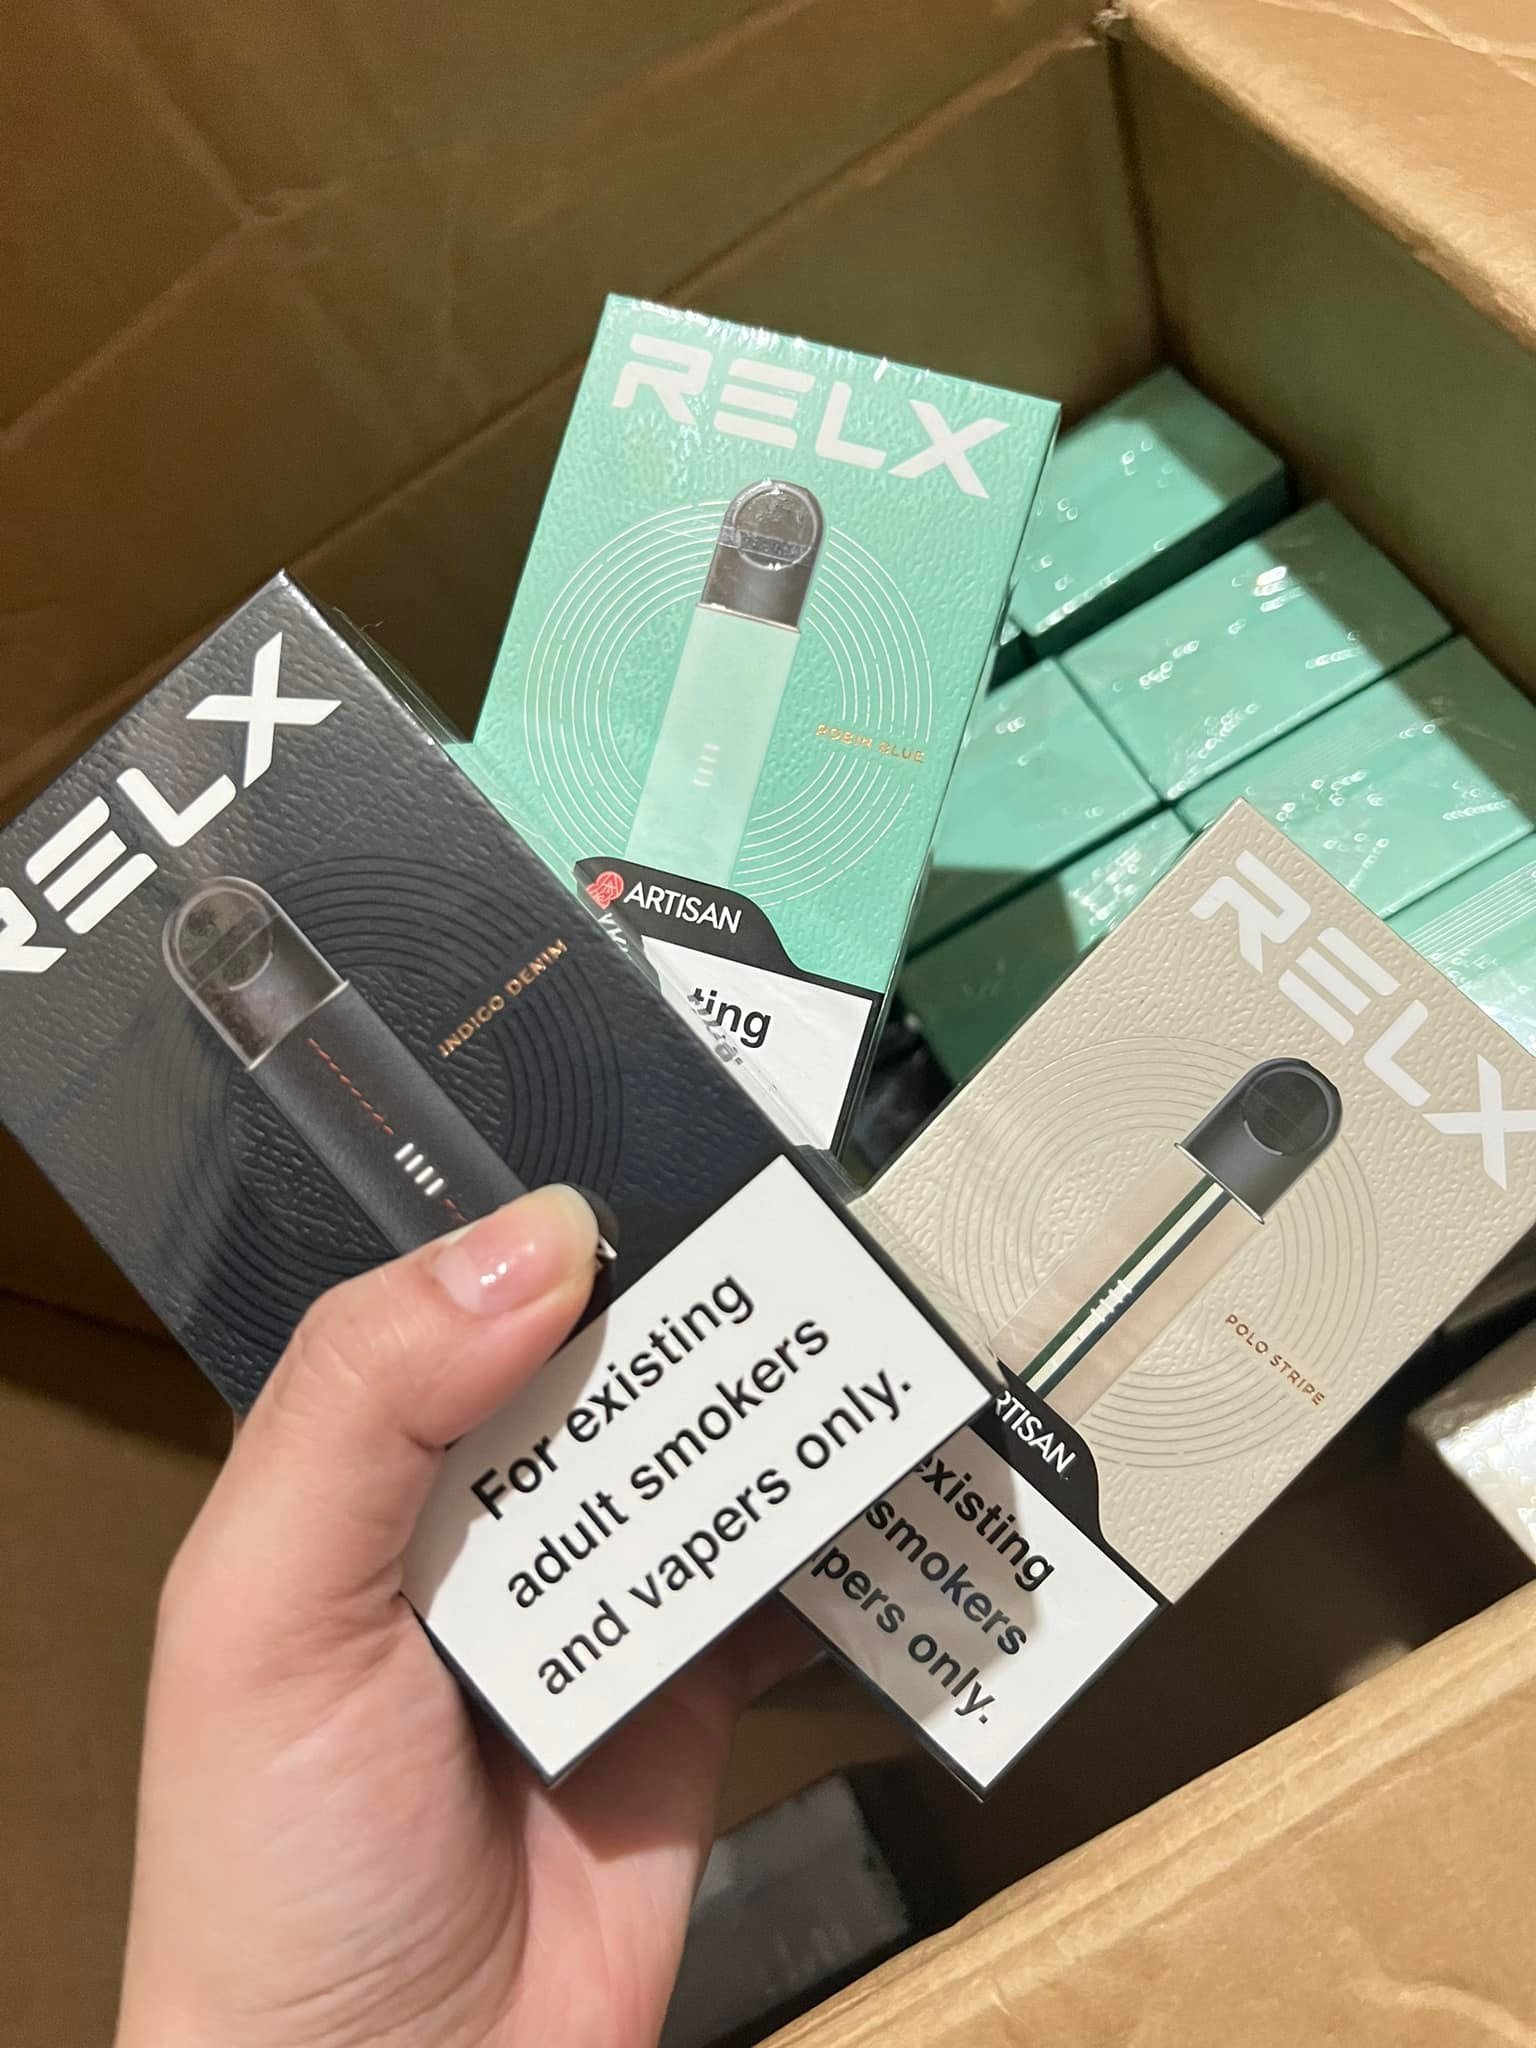 RELX
ROBIN BLUE
ARTISAN
ting
RELX
INDIGO DENIM
For existing
adult smokers
and vapers only.
RELX
POLO STRIPE
RTISAN
existing
smokers
pers only.